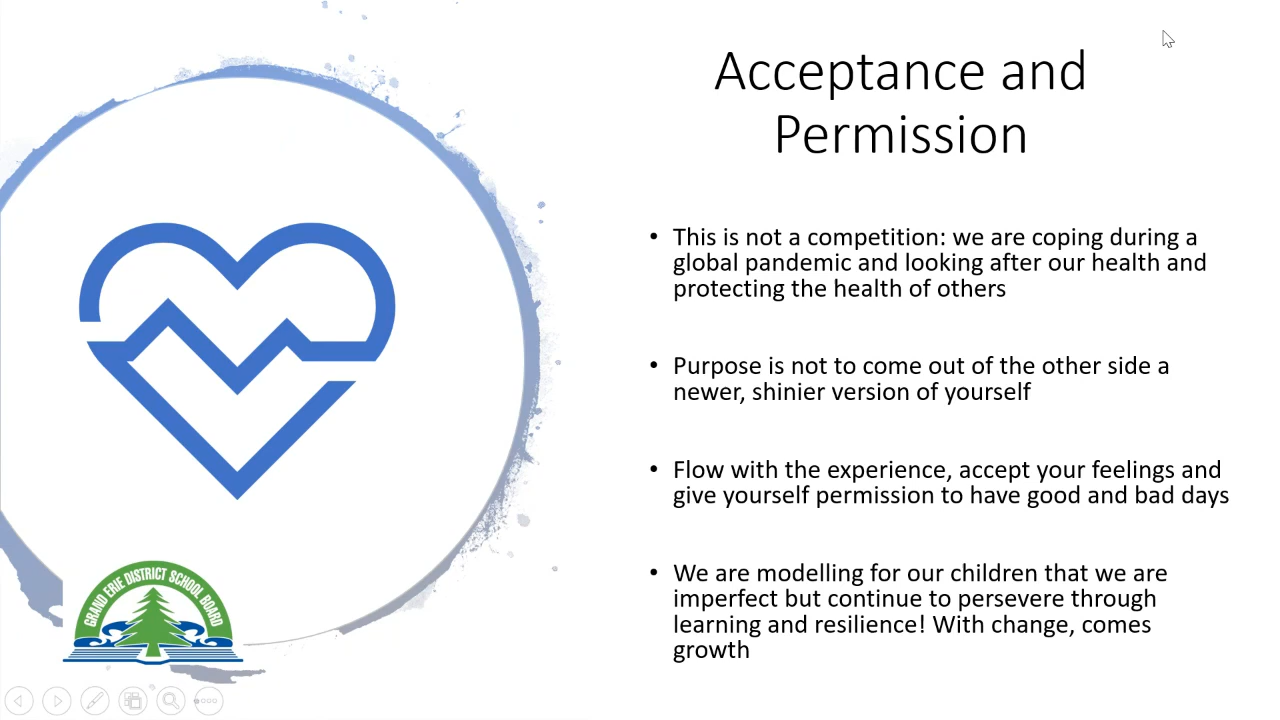 Acceptance and
Permission
• This is not a competition: we are coping during a
global pandemic and looking after our health and
protecting the health of others
• Purpose is not to come out of the other side a
newer, shinier version of yourself
• Flow with the experience, accept your feelings and
give yourself permission to have good and bad days
• We are modelling for our children that we are
imperfect but continue to persevere through
learning and resilience! With change, comes
growth
GRAND ERIE DISTRICT SCHOOL BOARD